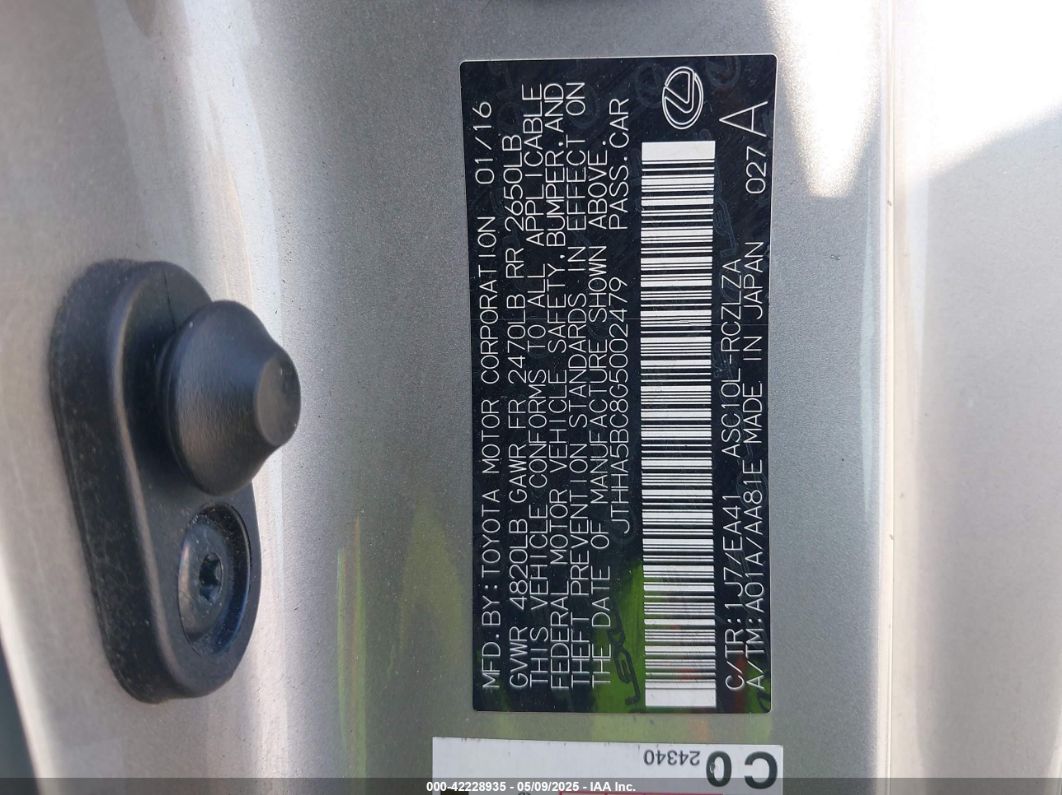 MFD. BY: TOYOTA MOTOR CORPORATION 01/16
GVWR 4820LB GAWR FR 2470LB RR 2650LB
THIS VEHICLE CONFORMS TO ALL APPLICABLE
FEDERAL MOTOR VEHICLE SAFETY, BUMPER, AND
THEFT PREVENTION STANDARDS IN EFFECT ON
THE DATE OF MANUFACTURE SHOWN ABOVE.
JTHHA5BC8G5002479 PASS. CAR
C/TR: 1J7/EA41 ASC10L-RCZLZA
A/TM: A01A/AA81E MADE IN JAPAN 027 A
24340
C0
000-42228935 - 05/09/2025 - IAA Inc.